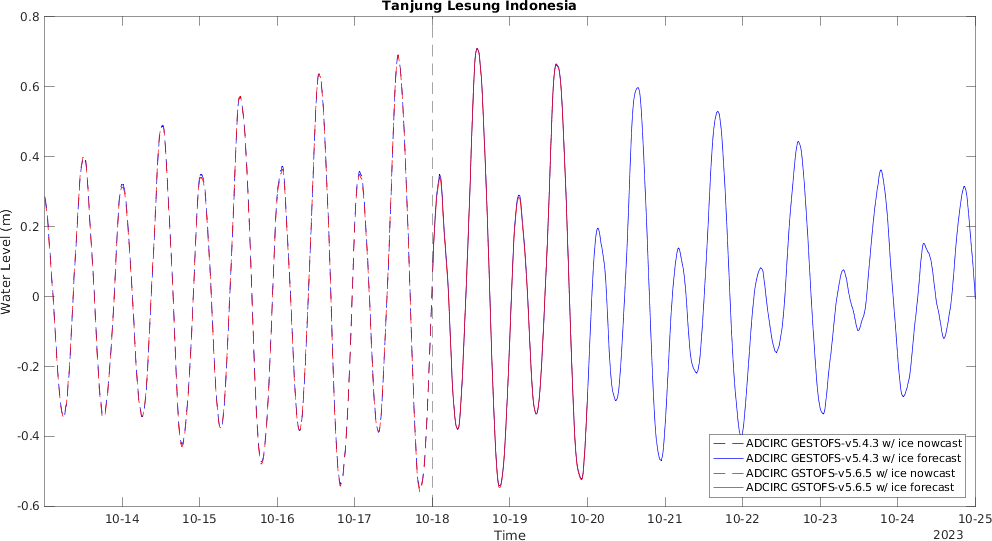 Tanjung Lesung Indonesia
0.8
0.6
0.4
0.2
0
-0.2
-0.4
-0.6
Water Level (m)
ADCIRC GESTOFS-v5.4.3 w/ ice nowcast
ADCIRC GESTOFS-v5.4.3 w/ ice forecast
ADCIRC GSTOFS-v5.6.5 w/ ice nowcast
ADCIRC GSTOFS-v5.6.5 w/ ice forecast
10-14 10-15 10-16 10-17 10-18 10-19 10-20 10-21 10-22 10-23 10-24 10-25
Time
2023